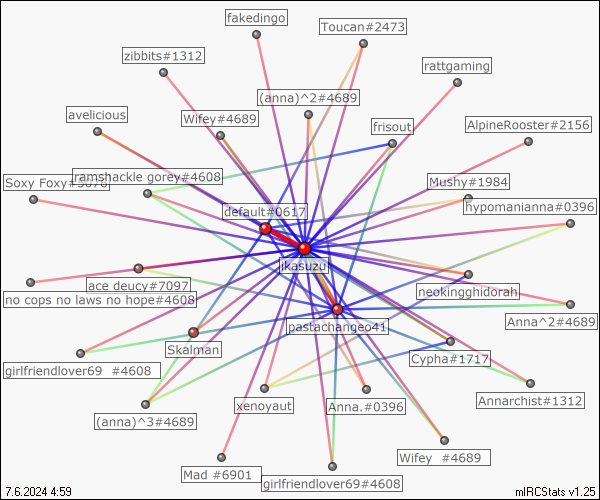 fakedingo
Toucan#2473
zibbits#1312
rattgaming
(anna)^2#4689
avelicious
Wifey#4689
frisout
AlpineRooster#2156
Soxy Foxy#5076
ramshackle gorey#4608
Mushy#1984
hypomanianna#0396
default#0617
jkasuzu
ace deucy#7097
neokingghidorah
no cops no laws no hope#4608
pastachangeo41
Anna^2#4689
Skalman
Cypha#1717
girlfriendlover69 #4608
Annarchist#1312
xenoyaut
Anna.#0396
(anna)^3#4689
Wifey #4689
Mad #6901
girlfriendlover69#4608
7.6.2024 4:59
mIRCStats v1.25